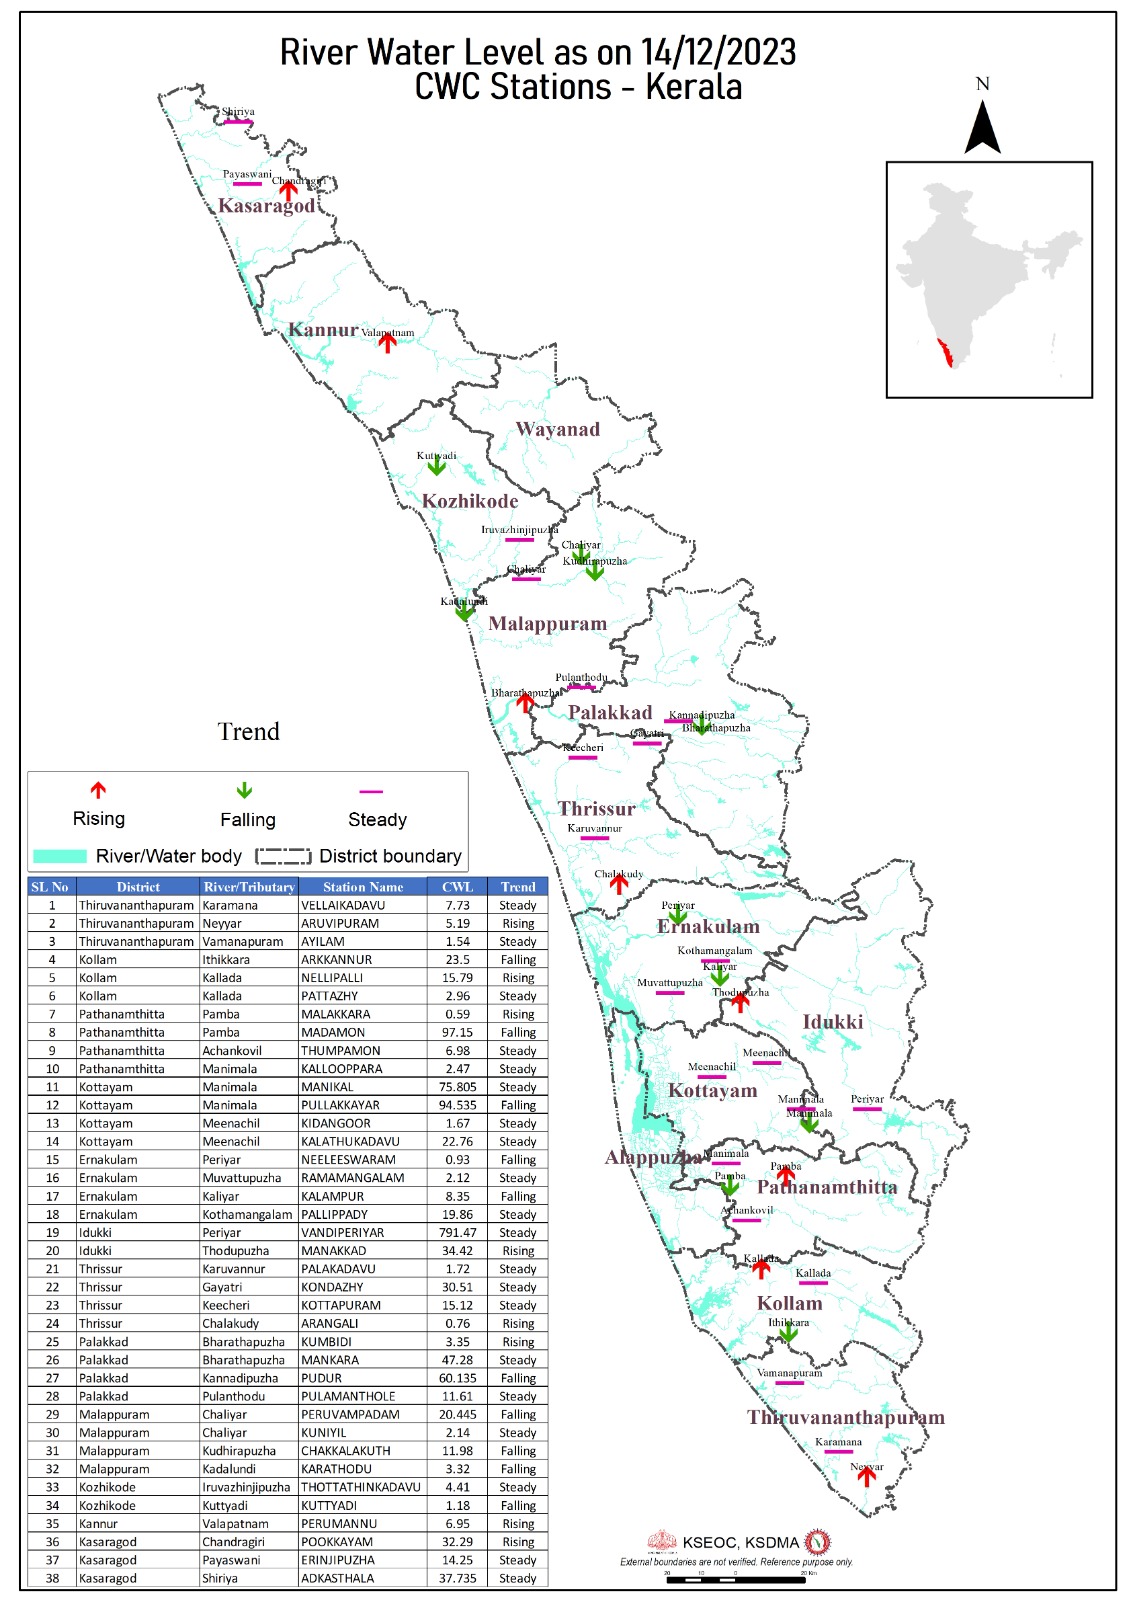 River Water Level as on 14/12/2023
CWC Stations - Kerala
N
Shiriya
Payaswani
Chandragiri
Kasaragod
Kannur
Valapatnam
Wayanad
Kuttyadi
Kozhikode
Iruvazhinjipuzha
Chaliyar
Kudhirapuzha
Chaliyar
Kadalundi
Malappuram
Pulanthodu
Bharathapuzha
Palakkad
Kannadipuzha
Bharathapuzha
Gayatri
Keecheri
Thrissur
Karuvannur
Chalakudy
Periyar
Ernakulam
Kothamangalam
Kaliyar
Muvattupuzha
Thodupuzha
Idukki
Meenachil
Meenachil
Kottayam
Manimala
Periyar
Manimala
Alappuzha
Manimala
Pamba
Pamba
Pathanamthitta
Achankovil
Kallada
Kallada
Kollam
Ithikkara
Vamanapuram
Thiruvananthapuram
Karamana
Neyyar
Trend
Rising Falling Steady
River/Water body District boundary
SL No District River/Tributary Station Name CWL Trend
1 Thiruvananthapuram Karamana VELLAIKADAVU 7.73 Steady
2 Thiruvananthapuram Neyyar ARUVIPURAM 5.19 Rising
3 Thiruvananthapuram Vamanapuram AYILAM 1.54 Steady
4 Kollam Ithikkara ARKKANNUR 23.5 Falling
5 Kollam Kallada NELLIPALLI 15.79 Rising
6 Kollam Kallada PATTAZHY 2.96 Steady
7 Pathanamthitta Pamba MALAKKARA 0.59 Rising
8 Pathanamthitta Pamba MADAMON 97.15 Falling
9 Pathanamthitta Achankovil THUMPAMON 6.98 Steady
10 Pathanamthitta Manimala KALLOOPPARA 2.47 Steady
11 Kottayam Manimala MANIKAL 75.805 Steady
12 Kottayam Manimala PULLAKKAYAR 94.535 Falling
13 Kottayam Meenachil KIDANGOOR 1.67 Steady
14 Kottayam Meenachil KALATHUKADAVU 22.76 Steady
15 Ernakulam Periyar NEELEESWARAM 0.93 Falling
16 Ernakulam Muvattupuzha RAMAMANGALAM 2.12 Steady
17 Ernakulam Kaliyar KALAMPUR 8.35 Falling
18 Ernakulam Kothamangalam PALLIPPADY 19.86 Steady
19 Idukki Periyar VANDIPERIYAR 791.47 Steady
20 Idukki Thodupuzha MANAKKAD 34.42 Rising
21 Thrissur Karuvannur PALAKADAVU 1.72 Steady
22 Thrissur Gayatri KONDAZHY 30.51 Steady
23 Thrissur Keecheri KOTTAPURAM 15.12 Steady
24 Thrissur Chalakudy ARANGALI 0.76 Rising
25 Palakkad Bharathapuzha KUMBIDI 3.35 Rising
26 Palakkad Bharathapuzha MANKARA 47.28 Steady
27 Palakkad Kannadipuzha PUDUR 60.135 Falling
28 Palakkad Pulanthodu PULAMANTHOLE 11.61 Steady
29 Malappuram Chaliyar PERUVAMPADAM 20.445 Falling
30 Malappuram Chaliyar KUNIYIL 2.14 Steady
31 Malappuram Kudhirapuzha CHAKKALAKUTH 11.98 Falling
32 Malappuram Kadalundi KARATHODU 3.32 Falling
33 Kozhikode Iruvazhinjipuzha THOTTATHINKADAVU 4.41 Steady
34 Kozhikode Kuttyadi KUTTYADI 1.18 Falling
35 Kannur Valapatnam PERUMANNU 6.95 Rising
36 Kasaragod Chandragiri POOKKAYAM 32.29 Rising
37 Kasaragod Payaswani ERINJIPUZHA 14.25 Steady
38 Kasaragod Shiriya ADKASTHALA 37.735 Steady
KSEOC, KSDMA
External boundaries are not verified. Reference purpose only.
20 10 0 20 Km